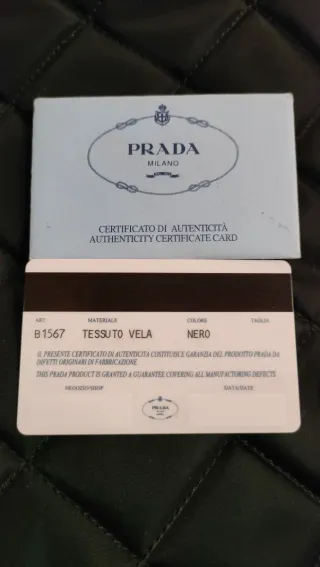 PRADA
MILANO
CERTIFICATO DI AUTENTICITÀ
AUTHENTICITY CERTIFICATE CARD
ART. MATERIALE COLORE TAGLIA
B1567 TESSUTO VELA NERO
IL PRESENTE CERTIFICATO DI AUTENTICITA COSTITUISCE GARANZIA DEL PRODOTTO PRADA DA
DIFETTI ORIGINARI DI FABBRICAZIONE
THIS PRADA PRODUCT IS GRANTED A GUARANTEE COVERING ALL MANUFACTORING DEFECTS
NEGOZIO/SHOP DATA/DATE
PRADA